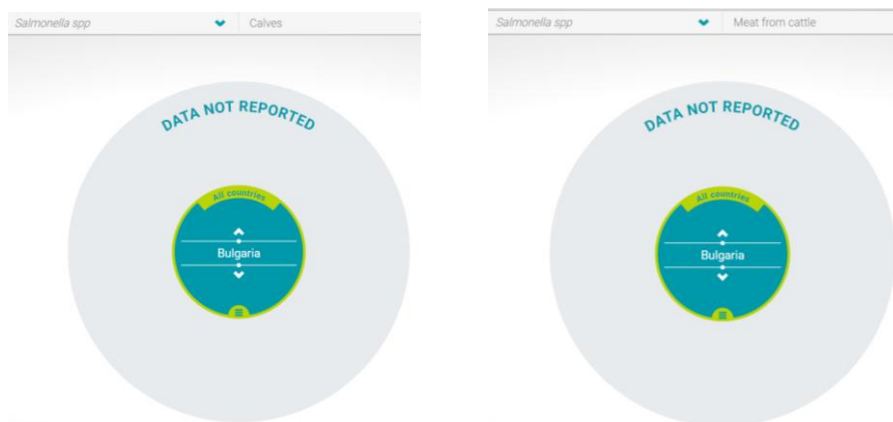 Salmonella spp Calves
DATA NOT REPORTED
All countries
Bulgaria
Salmonella spp Meat from cattle
DATA NOT REPORTED
All countries
Bulgaria